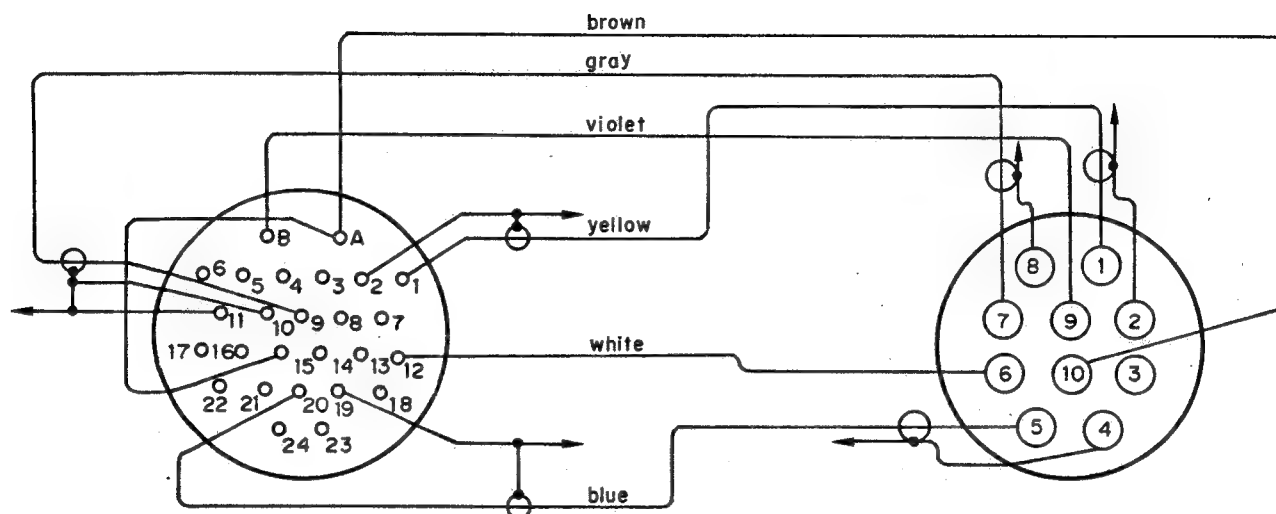 brown
gray
violet
yellow
B A
6 5 4 3 2 1
11 10 9 8 7
17 16 15 14 13 12
22 21 20 19 18
24 23
white
blue
8 1
7 9 2
6 10 3
5 4